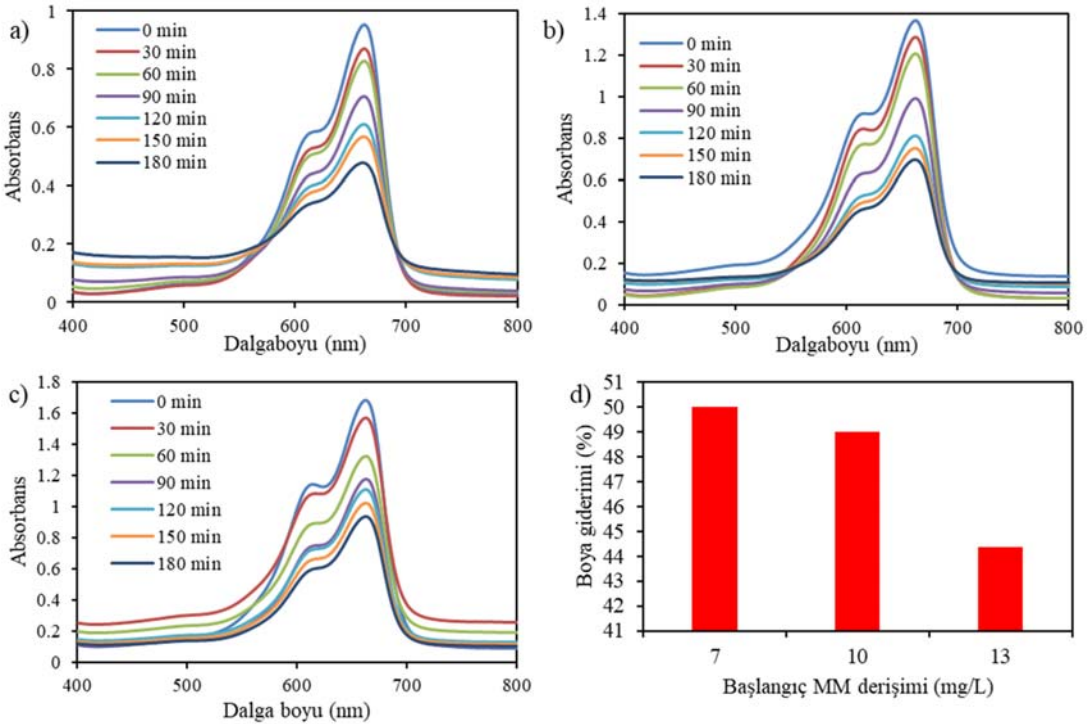 a)
1
0.8
0.6
0.4
0.2
0
Absorbans
0 min
30 min
60 min
90 min
120 min
150 min
180 min
400 500 600 700 800
Dalgaboyu (nm)
b)
1.4
1.2
1
0.8
0.6
0.4
0.2
0
Absorbans
0 min
30 min
60 min
90 min
120 min
150 min
180 min
400 500 600 700 800
Dalgaboyu (nm)
c)
1.8
1.6
1.4
1.2
1
0.8
0.6
0.4
0.2
0
Absorbans
0 min
30 min
60 min
90 min
120 min
150 min
180 min
400 500 600 700 800
Dalga boyu (nm)
d)
51
50
49
48
47
46
45
44
43
42
41
Boya giderimi (%)
7 10 13
Başlangıç MM derişimi (mg/L)